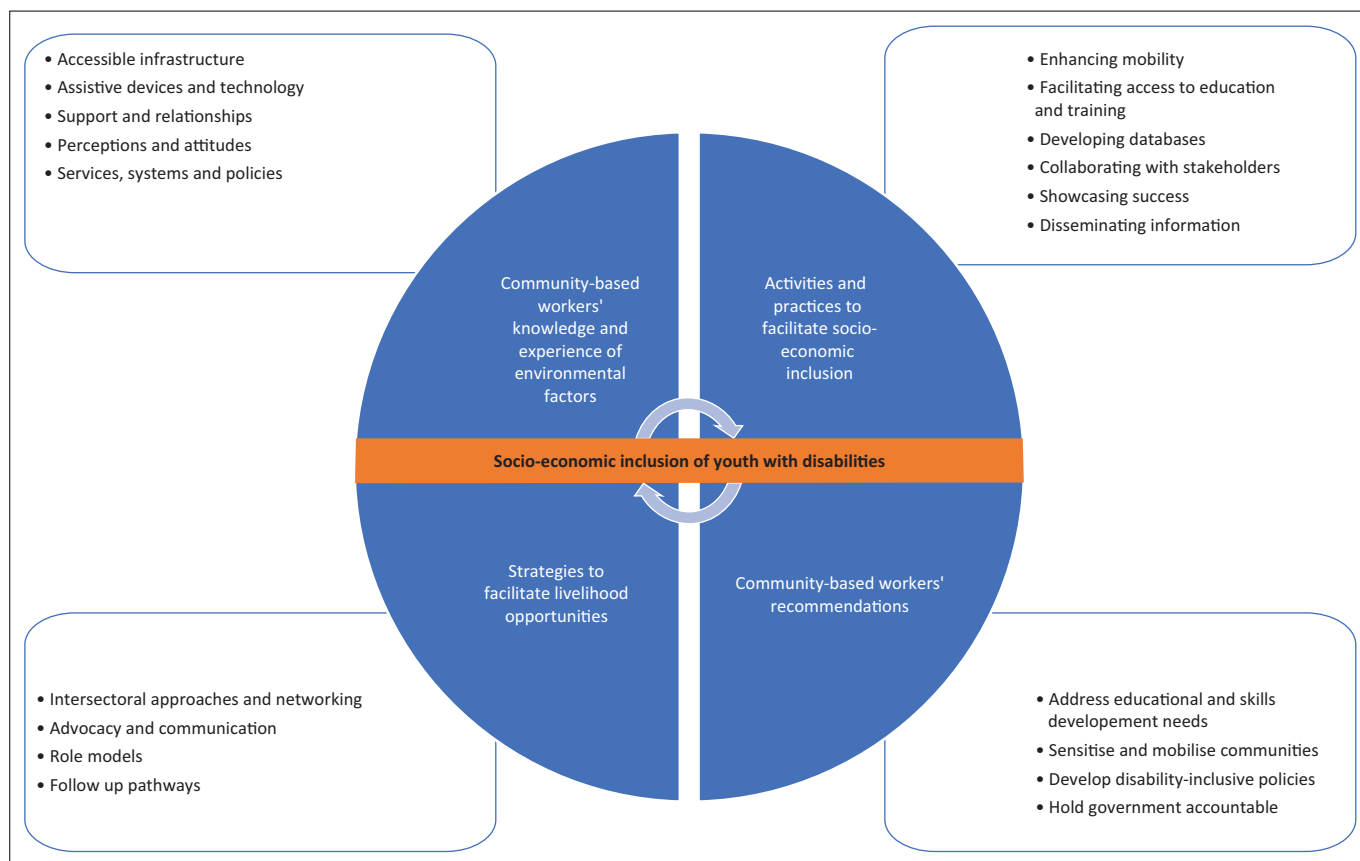 • Accessible infrastructure
• Assistive devices and technology
• Support and relationships
• Perceptions and attitudes
• Services, systems and policies
• Enhancing mobility
• Facilitating access to education
and training
• Developing databases
• Collaborating with stakeholders
• Showcasing success
• Disseminating information
Community-based
workers'
knowledge and
experience of
environmental
factors
Activities and
practices to
facilitate socio-
economic
inclusion
Socio-economic inclusion of youth with disabilities
Strategies to
facilitate livelihood
opportunities
Community-based workers'
recommendations
• Intersectoral approaches and networking
• Advocacy and communication
• Role models
• Follow up pathways
• Address educational and skills
developement needs
• Sensitise and mobilise communities
• Develop disability-inclusive policies
• Hold government accountable